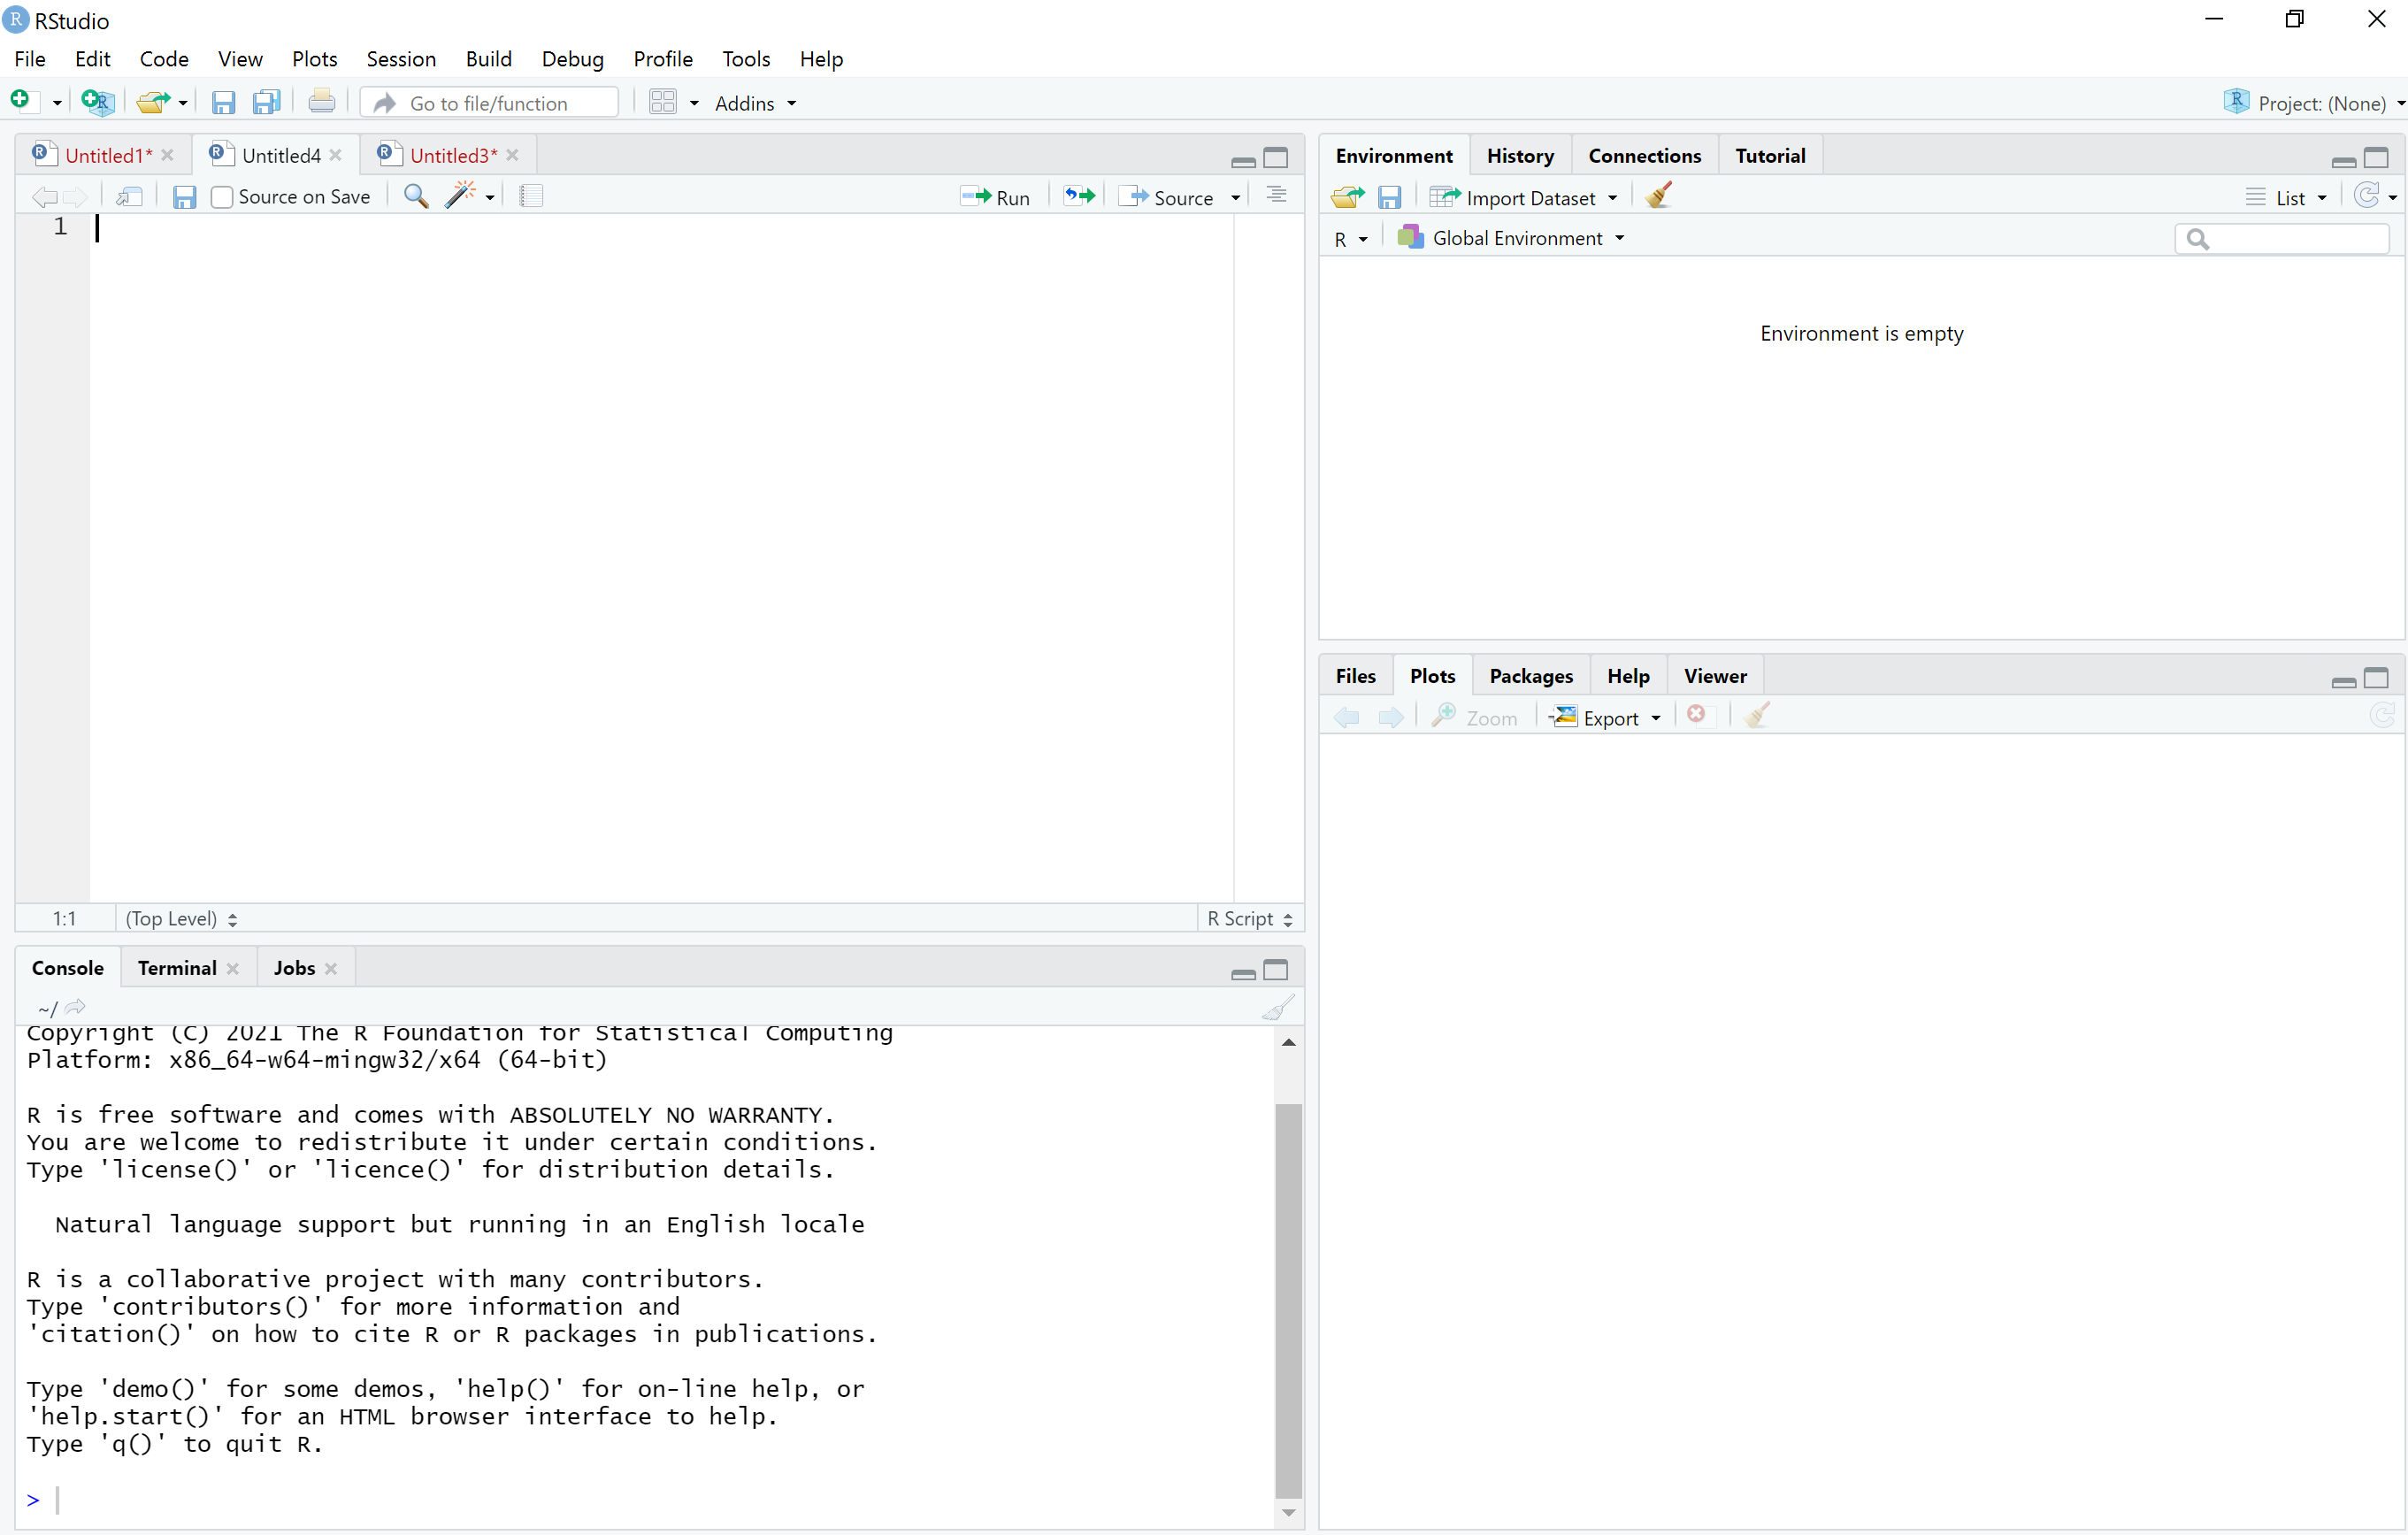 RStudio
File Edit Code View Plots Session Build Debug Profile Tools Help
Go to file/function Addins Project: (None)
Untitled1* Untitled4 Untitled3*
Source on Save Run Source
1
1:1 (Top Level) R Script
Console Terminal Jobs
~/
Copyright (C) 2021 The R Foundation for Statistical Computing
Platform: x86_64-w64-mingw32/x64 (64-bit)
R is free software and comes with ABSOLUTELY NO WARRANTY.
You are welcome to redistribute it under certain conditions.
Type 'license()' or 'licence()' for distribution details.
Natural language support but running in an English locale
R is a collaborative project with many contributors.
Type 'contributors()' for more information and
'citation()' on how to cite R or R packages in publications.
Type 'demo()' for some demos, 'help()' for on-line help, or
'help.start()' for an HTML browser interface to help.
Type 'q()' to quit R.
>
Environment History Connections Tutorial
Import Dataset List
R Global Environment
Environment is empty
Files Plots Packages Help Viewer
Zoom Export